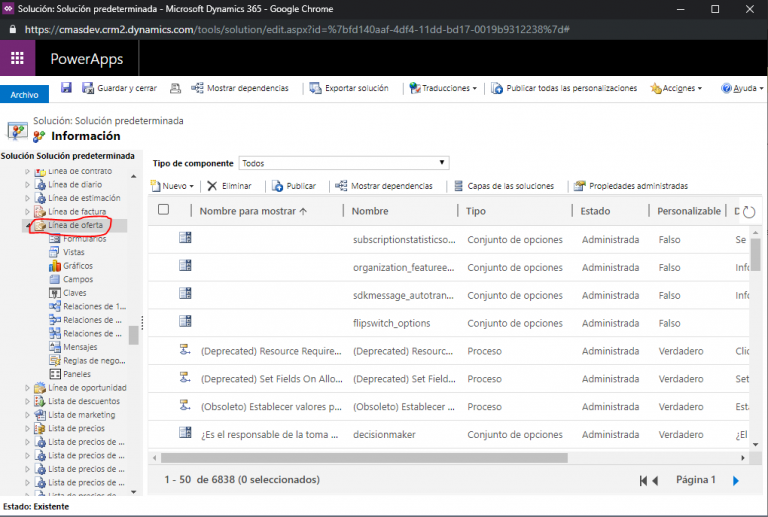 Solución: Solución predeterminada - Microsoft Dynamics 365 - Google Chrome
https://cmasdev.crm2.dynamics.com/tools/solution/edit.aspx?id=%7bfd140aaf-4df4-11dd-bd17-0019b9312238%7d#
PowerApps
Archivo
Guardar y cerrar
Mostrar dependencias
Exportar solución
Traducciones
Publicar todas las personalizaciones
Acciones
Ayuda
Solución: Solución predeterminada
Información
Solución Solución predeterminada
Línea de contrato
Línea de diario
Línea de estimación
Línea de factura
Línea de oferta
Formularios
Vistas
Gráficos
Campos
Claves
Relaciones de 1...
Relaciones de ...
Relaciones de ...
Mensajes
Reglas de nego...
Paneles
Línea de oportunidad
Lista de descuentos
Lista de marketing
Lista de precios
Lista de precios de ...
Lista de precios de ...
Lista de precios de ...
Lista de precios de ...
Tipo de componente Todos
Nuevo Eliminar Publicar Mostrar dependencias Capas de las soluciones Propiedades administradas
Nombre para mostrar ↑ Nombre Tipo Estado Personalizable D
subscriptionstatisticso... Conjunto de opciones Administrada Falso Se
organization_featuree... Conjunto de opciones Administrada Falso Info
sdkmessage_autotran... Conjunto de opciones Administrada Falso Info
flipswitch_options Conjunto de opciones Administrada Falso
(Deprecated) Resource Require... (Deprecated) Resourc... Proceso Administrada Verdadero Clic
(Deprecated) Set Fields On Allo... (Deprecated) Set Field... Proceso Administrada Verdadero Set
(Obsoleto) Establecer valores p... (Obsoleto) Establecer ... Proceso Administrada Verdadero Esta
¿Es el responsable de la toma ... decisionmaker Conjunto de opciones Administrada Verdadero ¿El
1 - 50 de 6838 (0 seleccionados)
Página 1
Estado: Existente